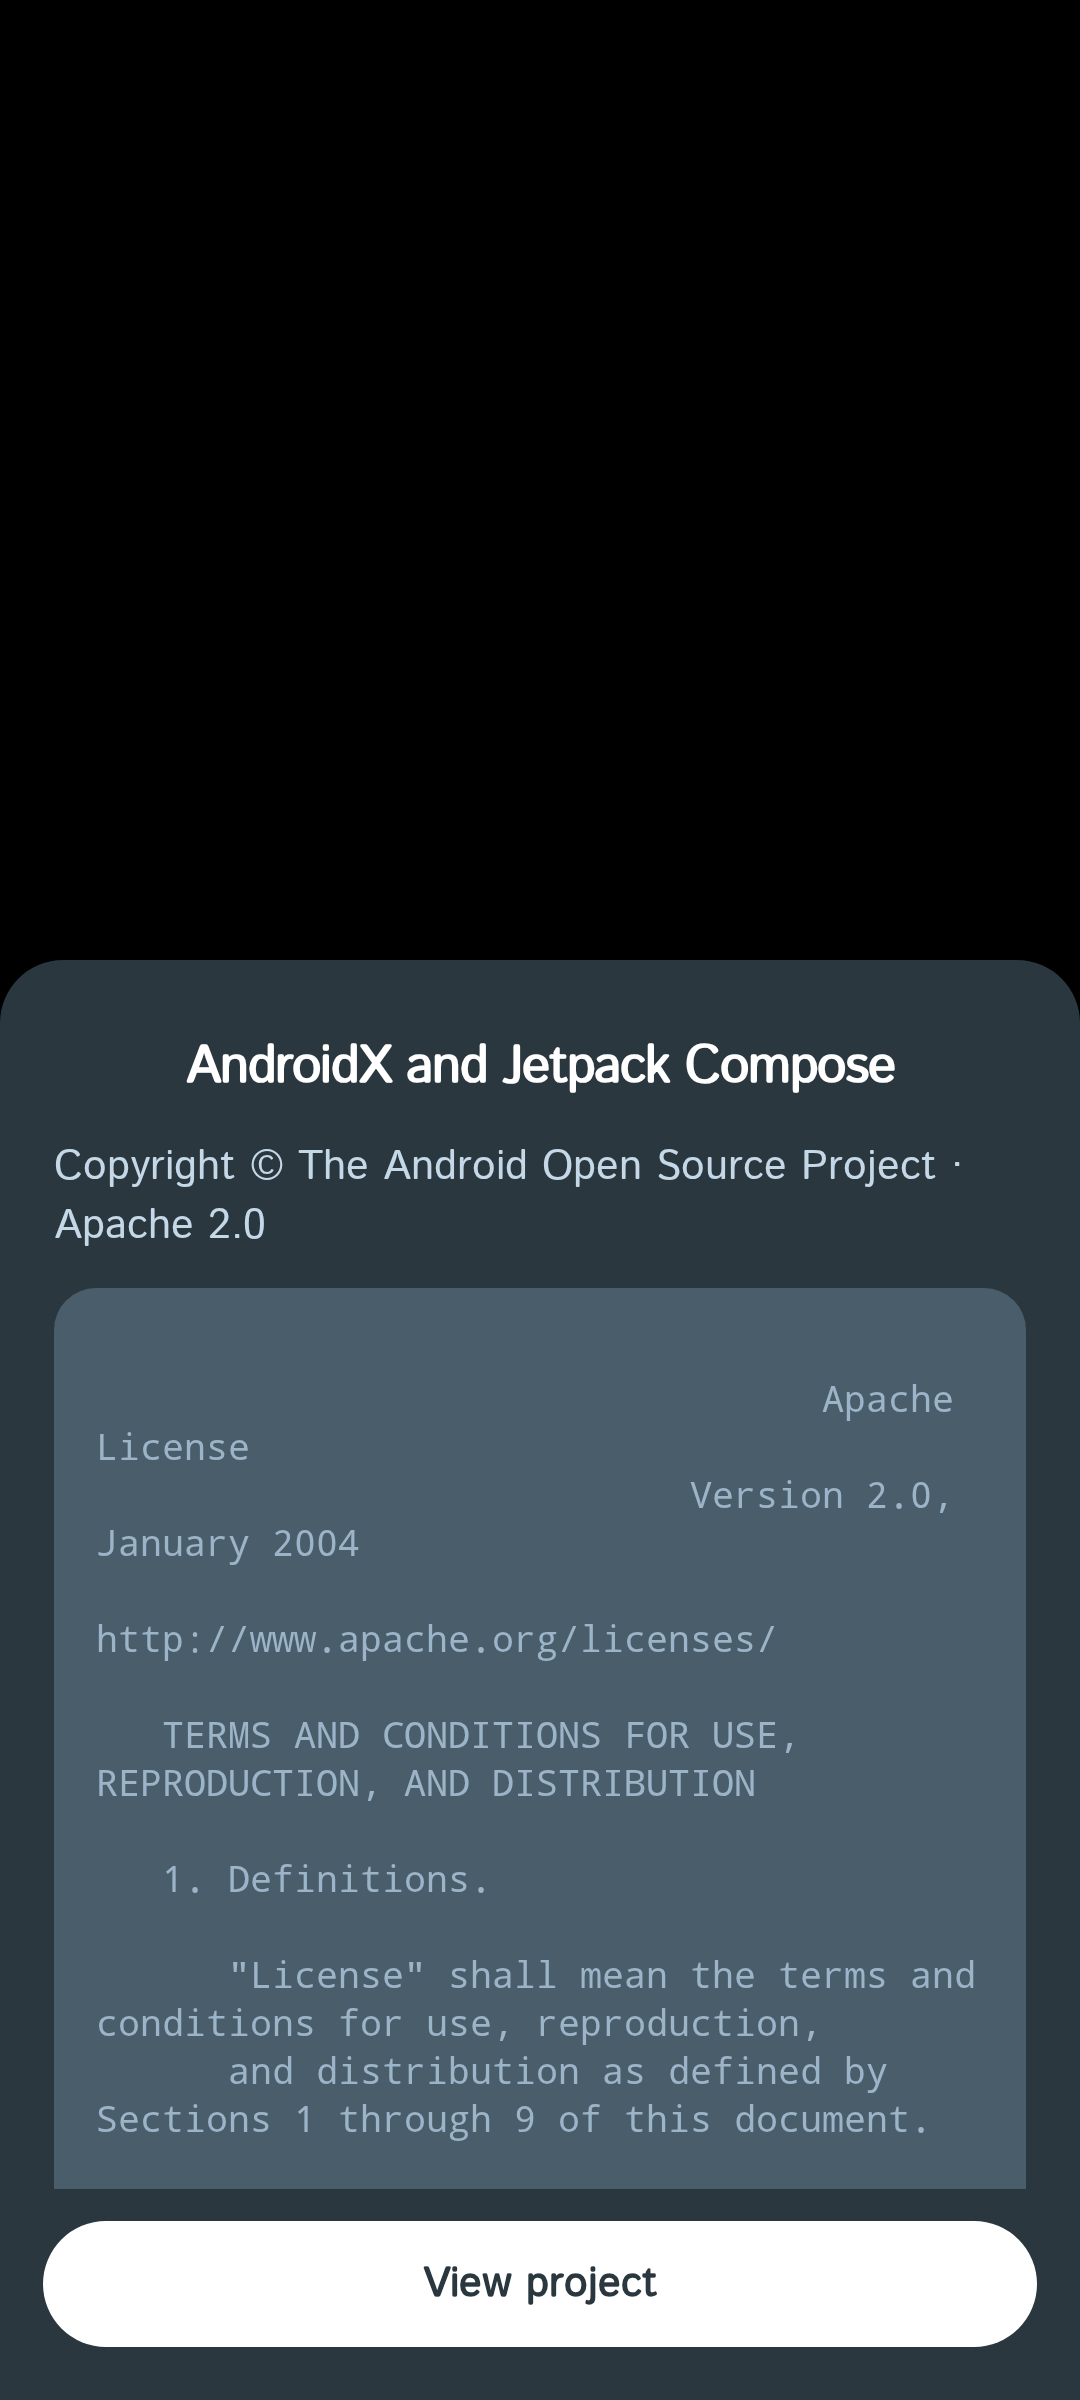 AndroidX and Jetpack Compose
Copyright © The Android Open Source Project ·
Apache 2.0
Apache
License
Version 2.0,
January 2004
http://www.apache.org/licenses/
TERMS AND CONDITIONS FOR USE,
REPRODUCTION, AND DISTRIBUTION
1. Definitions.
"License" shall mean the terms and
conditions for use, reproduction,
and distribution as defined by
Sections 1 through 9 of this document.
View project